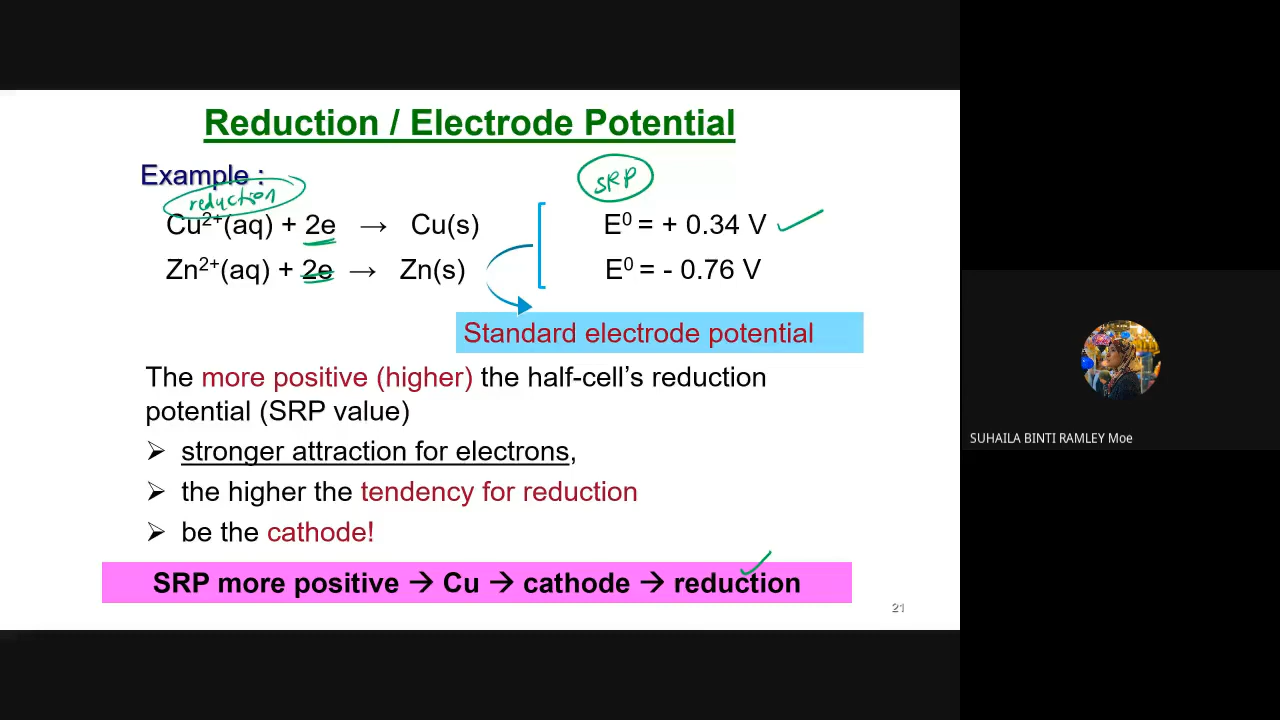 Reduction / Electrode Potential
Example :
reduction
SRP
Cu²⁺(aq) + 2e → Cu(s) E⁰ = + 0.34 V
Zn²⁺(aq) + 2e → Zn(s) E⁰ = - 0.76 V
Standard electrode potential
The more positive (higher) the half-cell’s reduction
potential (SRP value)
➢ stronger attraction for electrons,
➢ the higher the tendency for reduction
➢ be the cathode!
SRP more positive → Cu → cathode → reduction
21
SUHAILA BINTI RAMLEY Moe